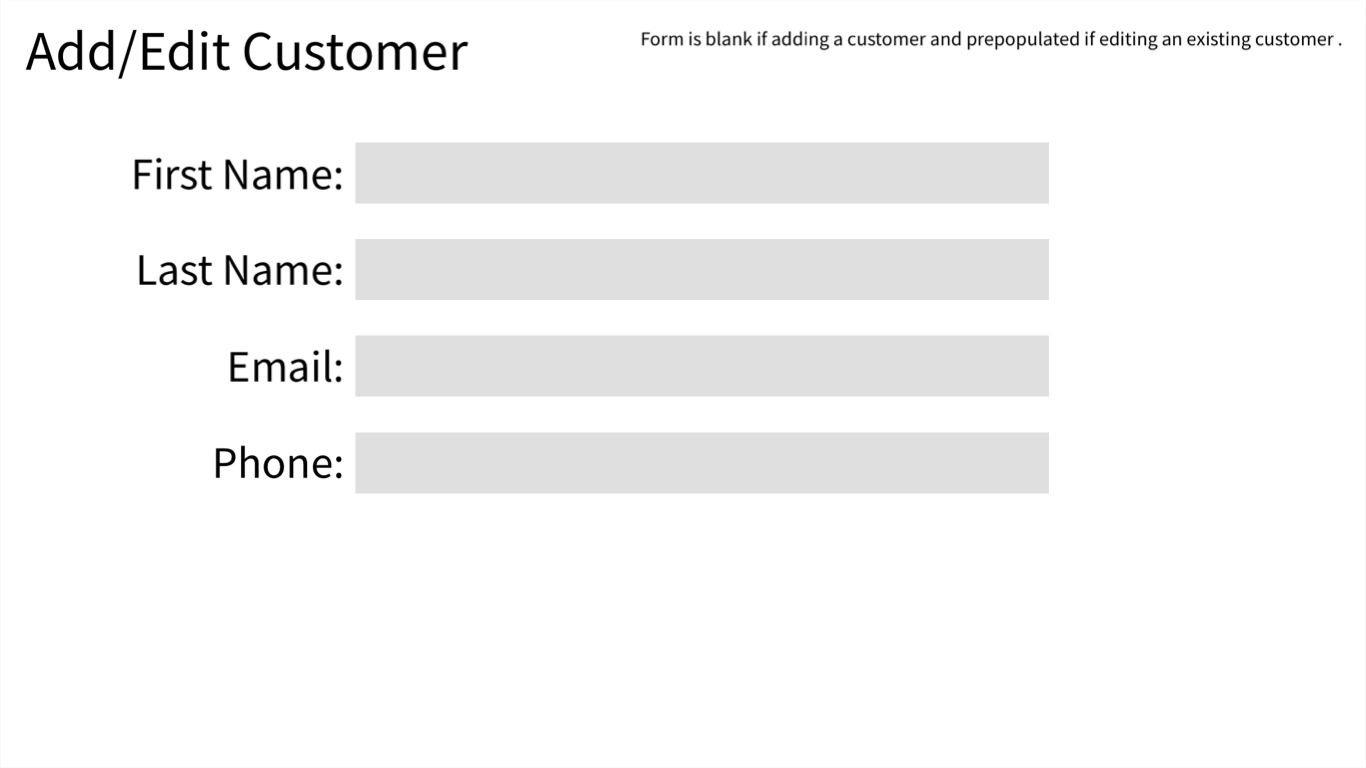 Add/Edit Customer
Form is blank if adding a customer and prepopulated if editing an existing customer .
First Name:
Last Name:
Email:
Phone: